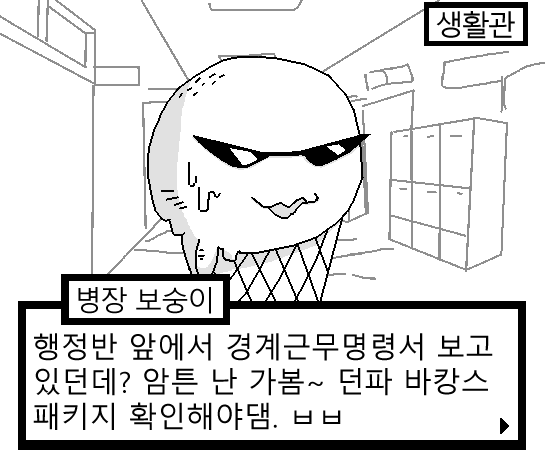 생활관
병장 보숭이
행정반 앞에서 경계근무명령서 보고
있던데? 암튼 난 가봄~ 던파 바캉스
패키지 확인해야댐. ㅂㅂ